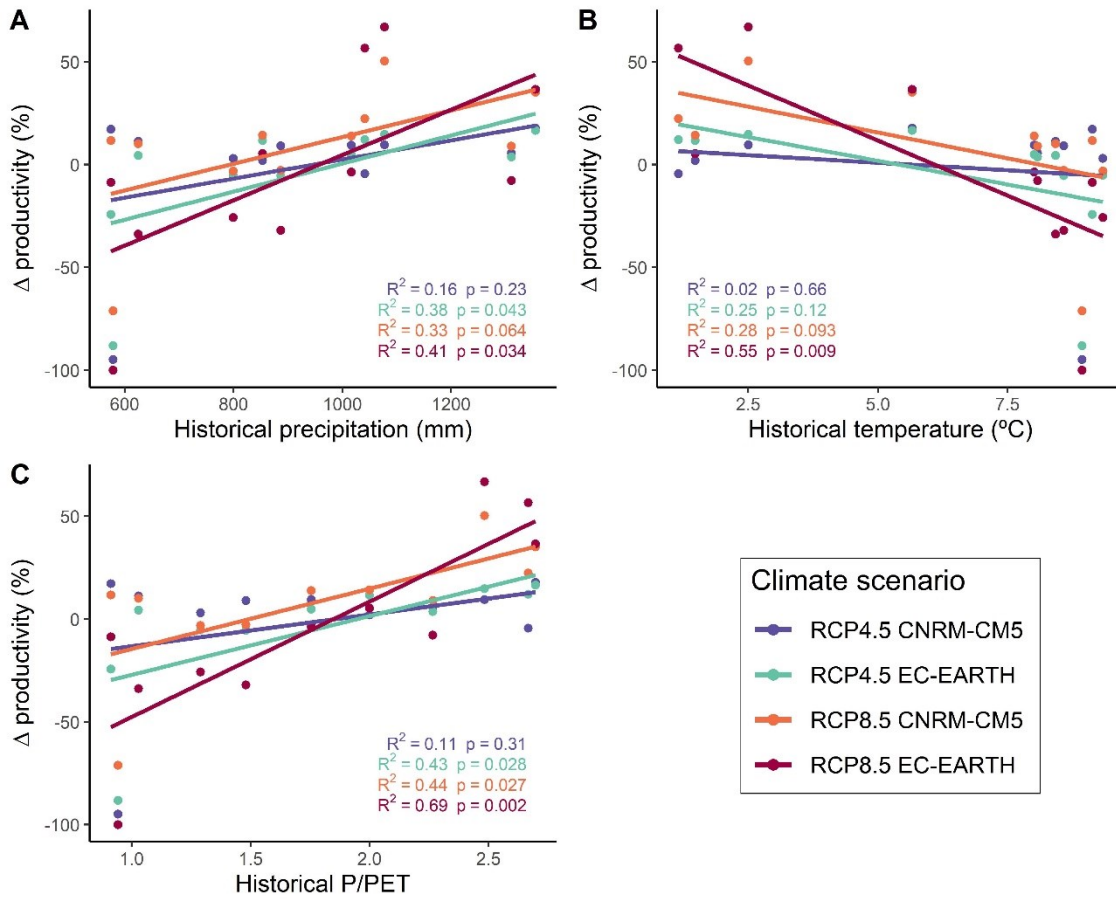 A
Δ productivity (%)
50
0
-50
-100
R² = 0.16 p = 0.23
R² = 0.38 p = 0.043
R² = 0.33 p = 0.064
R² = 0.41 p = 0.034
600 800 1000 1200
Historical precipitation (mm)
B
Δ productivity (%)
50
0
-50
-100
R² = 0.02 p = 0.66
R² = 0.25 p = 0.12
R² = 0.28 p = 0.093
R² = 0.55 p = 0.009
2.5 5.0 7.5
Historical temperature (ºC)
C
Δ productivity (%)
50
0
-50
-100
R² = 0.11 p = 0.31
R² = 0.43 p = 0.028
R² = 0.44 p = 0.027
R² = 0.69 p = 0.002
1.0 1.5 2.0 2.5
Historical P/PET
Climate scenario
RCP4.5 CNRM-CM5
RCP4.5 EC-EARTH
RCP8.5 CNRM-CM5
RCP8.5 EC-EARTH